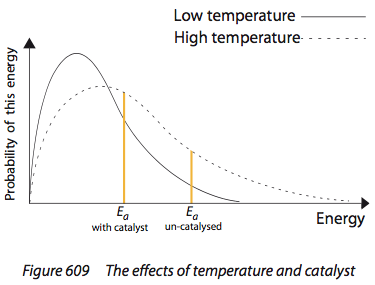 Low temperature
High temperature
Probability of this energy
Ea
with catalyst
Ea
un-catalysed
Energy
Figure 609 The effects of temperature and catalyst